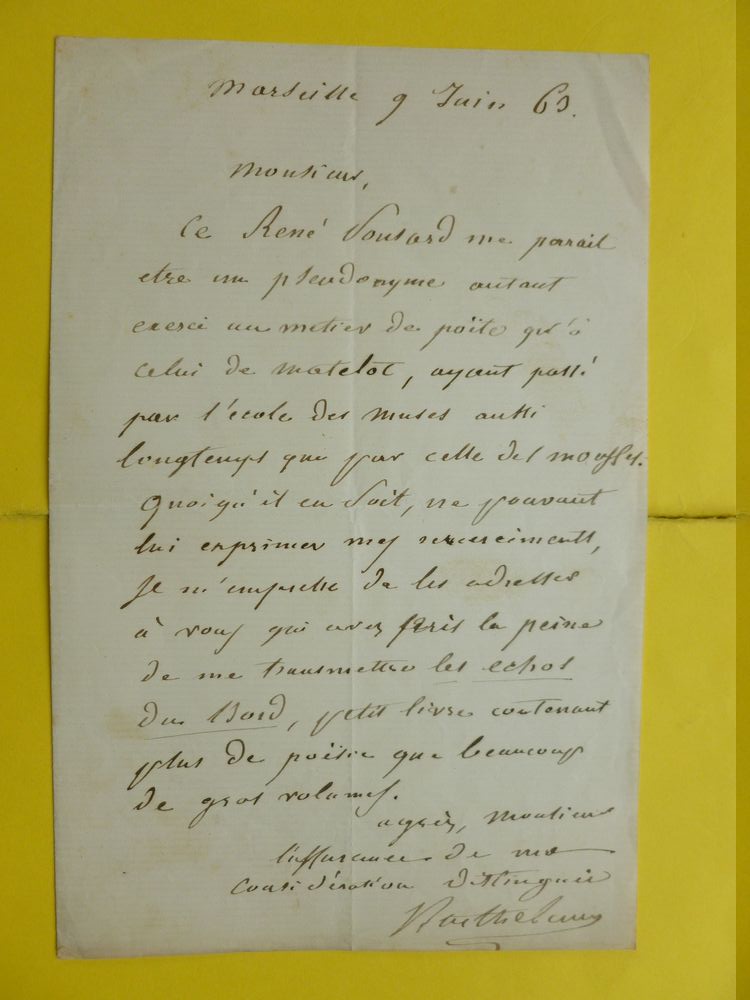 Marseille 9 Juin 63.
Monsieur,
Ce René Ponsard me parait
etre un pseudonyme autant
exercé au metier de poëte qu'à
celui de matelot, ayant passé
par l'école des muses aussi
longtemps que par celle des mousses.
Quoiqu'il en soit, ne pouvant
lui exprimer mes remerciments,
je m'empresse de les adresser
à vous qui avez pris la peine
de me transmettre les echos
du Bord, petit livre contenant
plus de poësie que beaucoup
de gros volumes.
agréez, Monsieur
l'assurance de ma
Consideration distinguée
Barthelemy